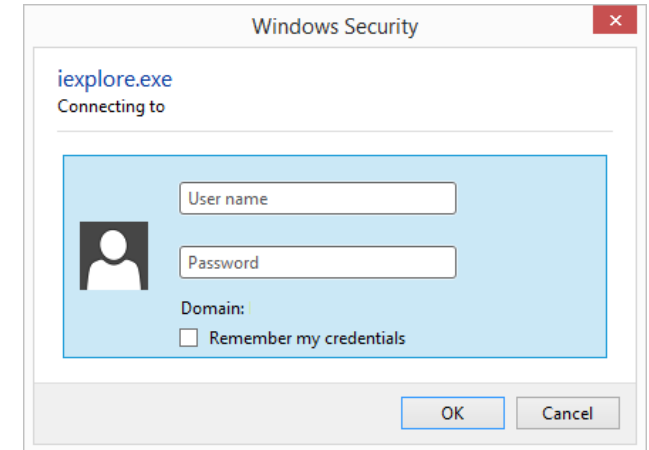 Windows Security
iexplore.exe
Connecting to
User name
Password
Domain:
Remember my credentials
OK
Cancel